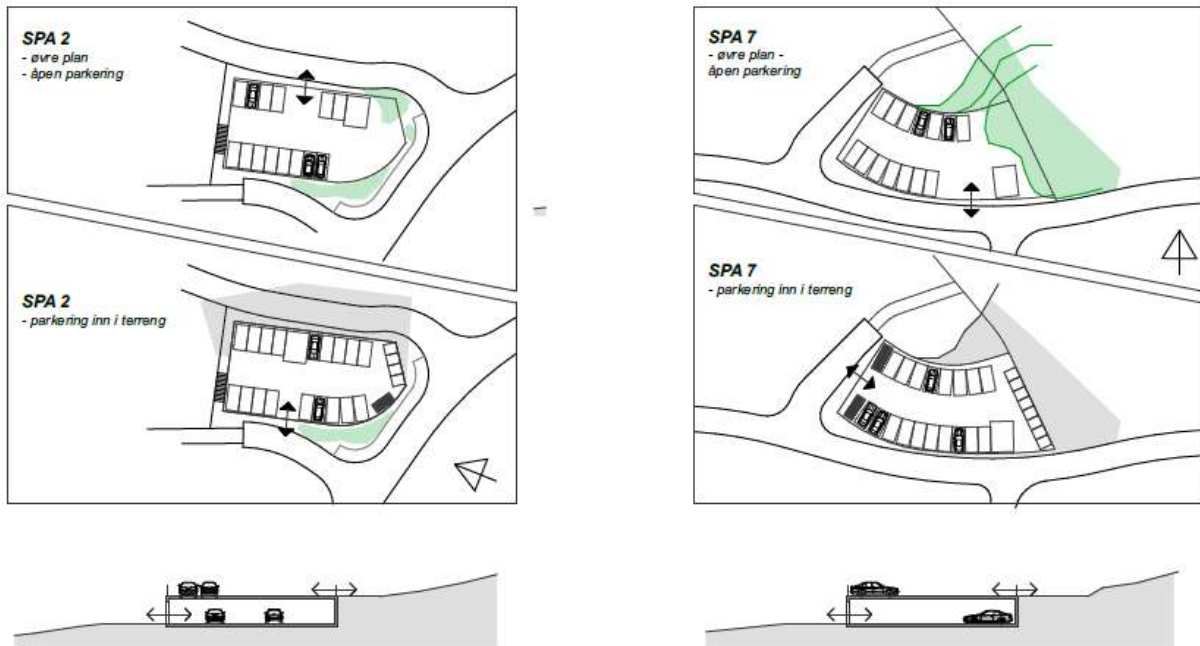 SPA 2
- øvre plan
- åpen parkering
SPA 2
- parkering inn i terreng
SPA 7
- øvre plan -
åpen parkering
SPA 7
- parkering inn i terreng